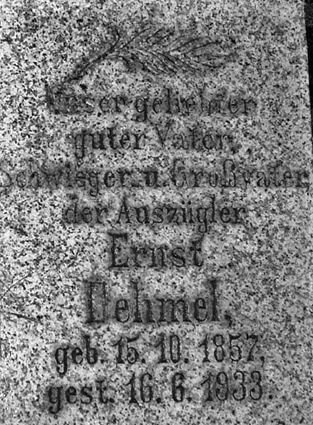 Unser geliebter
guter Vater,
Schwieger- u. Großvater
der Auszügler
Ernst
Dehmel,
geb. 15. 10. 1857,
gest. 16. 6. 1933.